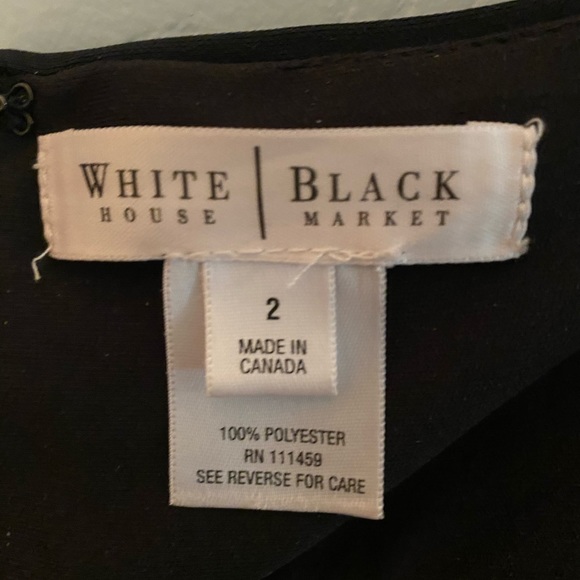 WHITE | BLACK
HOUSE MARKET
2
MADE IN
CANADA
100% POLYESTER
RN 111459
SEE REVERSE FOR CARE